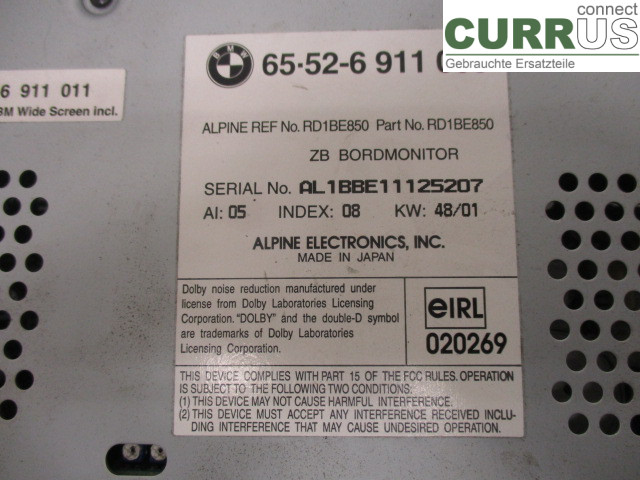 connect
CURRUS
Gebrauchte Ersatzteile
BMW
65·52-6 911
6 911 011
BM Wide Screen incl.
ALPINE REF No. RD1BE850 Part No. RD1BE850
ZB BORDMONITOR
SERIAL No. AL1BBE11125207
AI: 05 INDEX: 08 KW: 48/01
ALPINE ELECTRONICS, INC.
MADE IN JAPAN
Dolby noise reduction manufactured under
license from Dolby Laboratories Licensing
Corporation. "DOLBY" and the double-D symbol
are trademarks of Dolby Laboratories
Licensing Corporation.
eIRL
020269
THIS DEVICE COMPLIES WITH PART 15 OF THE FCC RULES. OPERATION
IS SUBJECT TO THE FOLLOWING TWO CONDITIONS:
(1) THIS DEVICE MAY NOT CAUSE HARMFUL INTERFERENCE, AND
(2) THIS DEVICE MUST ACCEPT ANY INTERFERENCE RECEIVED INCLU-
DING INTERFERENCE THAT MAY CAUSE UNDESIRED OPERATION.